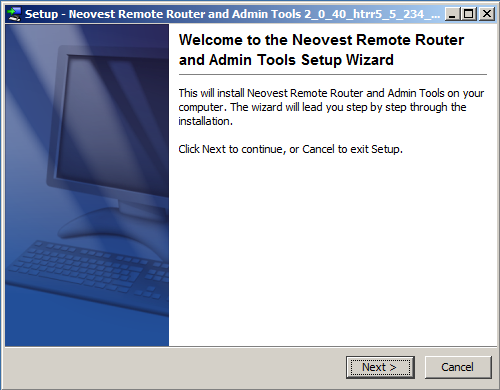 Setup - Neovest Remote Router and Admin Tools 2_0_40_htrr5_5_234_...
Welcome to the Neovest Remote Router
and Admin Tools Setup Wizard
This will install Neovest Remote Router and Admin Tools on your
computer. The wizard will lead you step by step through the
installation.
Click Next to continue, or Cancel to exit Setup.
Next >
Cancel